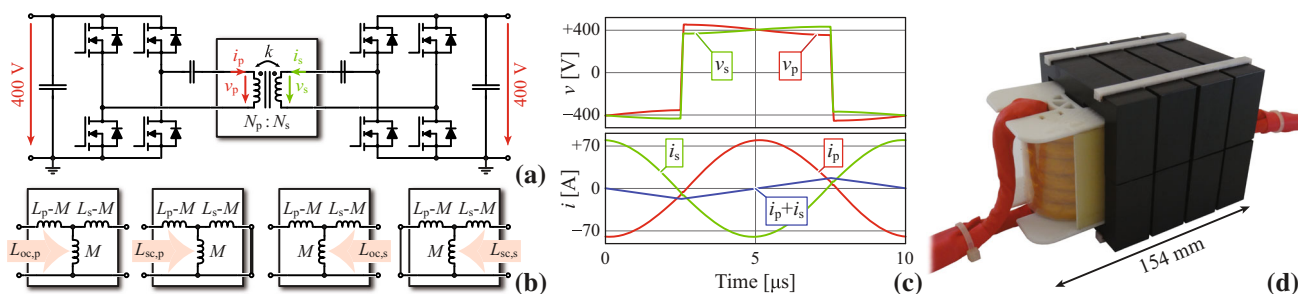 400 V
i_p
k
i_s
v_p
v_s
N_p : N_s
400 V
(a)
L_p-M L_s-M
M
L_oc,p
L_p-M L_s-M
M
L_sc,p
L_p-M L_s-M
M
L_oc,s
L_p-M L_s-M
M
L_sc,s
(b)
v [V]
+400
0
−400
v_s
v_p
i [A]
+70
0
−70
i_s
i_p
i_p+i_s
0
5
10
Time [µs]
(c)
154 mm
(d)